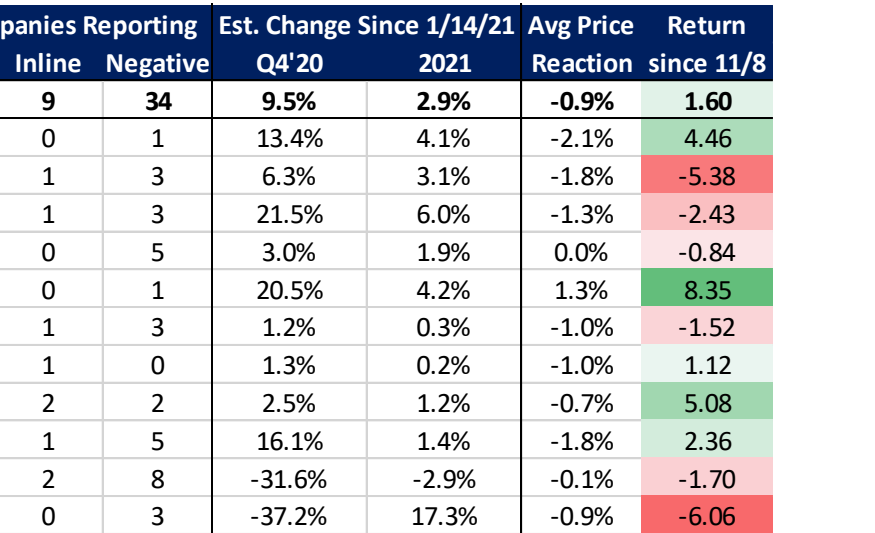 panies Reporting Est. Change Since 1/14/21 Avg Price Return
Inline Negative Q4'20 2021 Reaction since 11/8
9 34 9.5% 2.9% -0.9% 1.60
0 1 13.4% 4.1% -2.1% 4.46
1 3 6.3% 3.1% -1.8% -5.38
1 3 21.5% 6.0% -1.3% -2.43
0 5 3.0% 1.9% 0.0% -0.84
0 1 20.5% 4.2% 1.3% 8.35
1 3 1.2% 0.3% -1.0% -1.52
1 0 1.3% 0.2% -1.0% 1.12
2 2 2.5% 1.2% -0.7% 5.08
1 5 16.1% 1.4% -1.8% 2.36
2 8 -31.6% -2.9% -0.1% -1.70
0 3 -37.2% 17.3% -0.9% -6.06